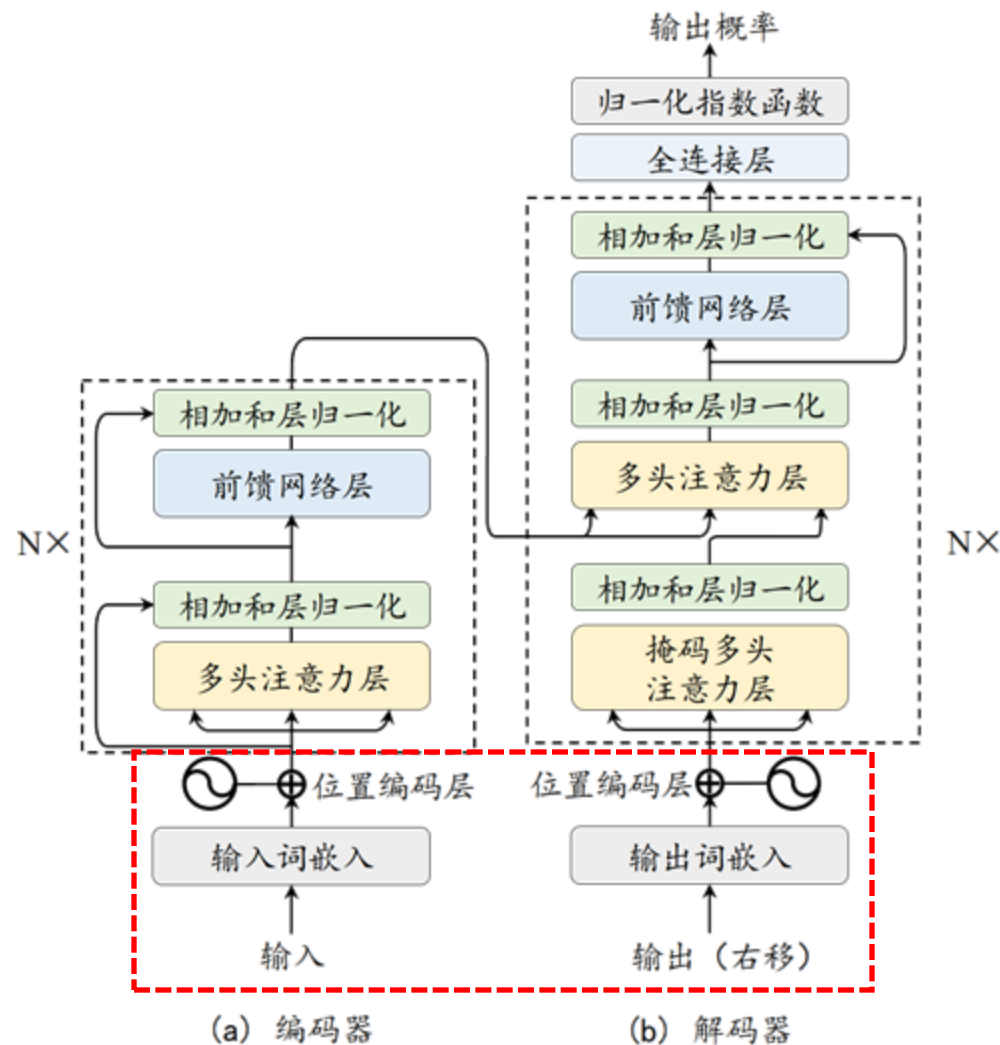 输出概率
归一化指数函数
全连接层
相加和层归一化
前馈网络层
相加和层归一化
多头注意力层
相加和层归一化
掩码多头
注意力层
N×
相加和层归一化
前馈网络层
N×
相加和层归一化
多头注意力层
位置编码层
位置编码层
输入词嵌入
输出词嵌入
输入
输出（右移）
(a) 编码器
(b) 解码器